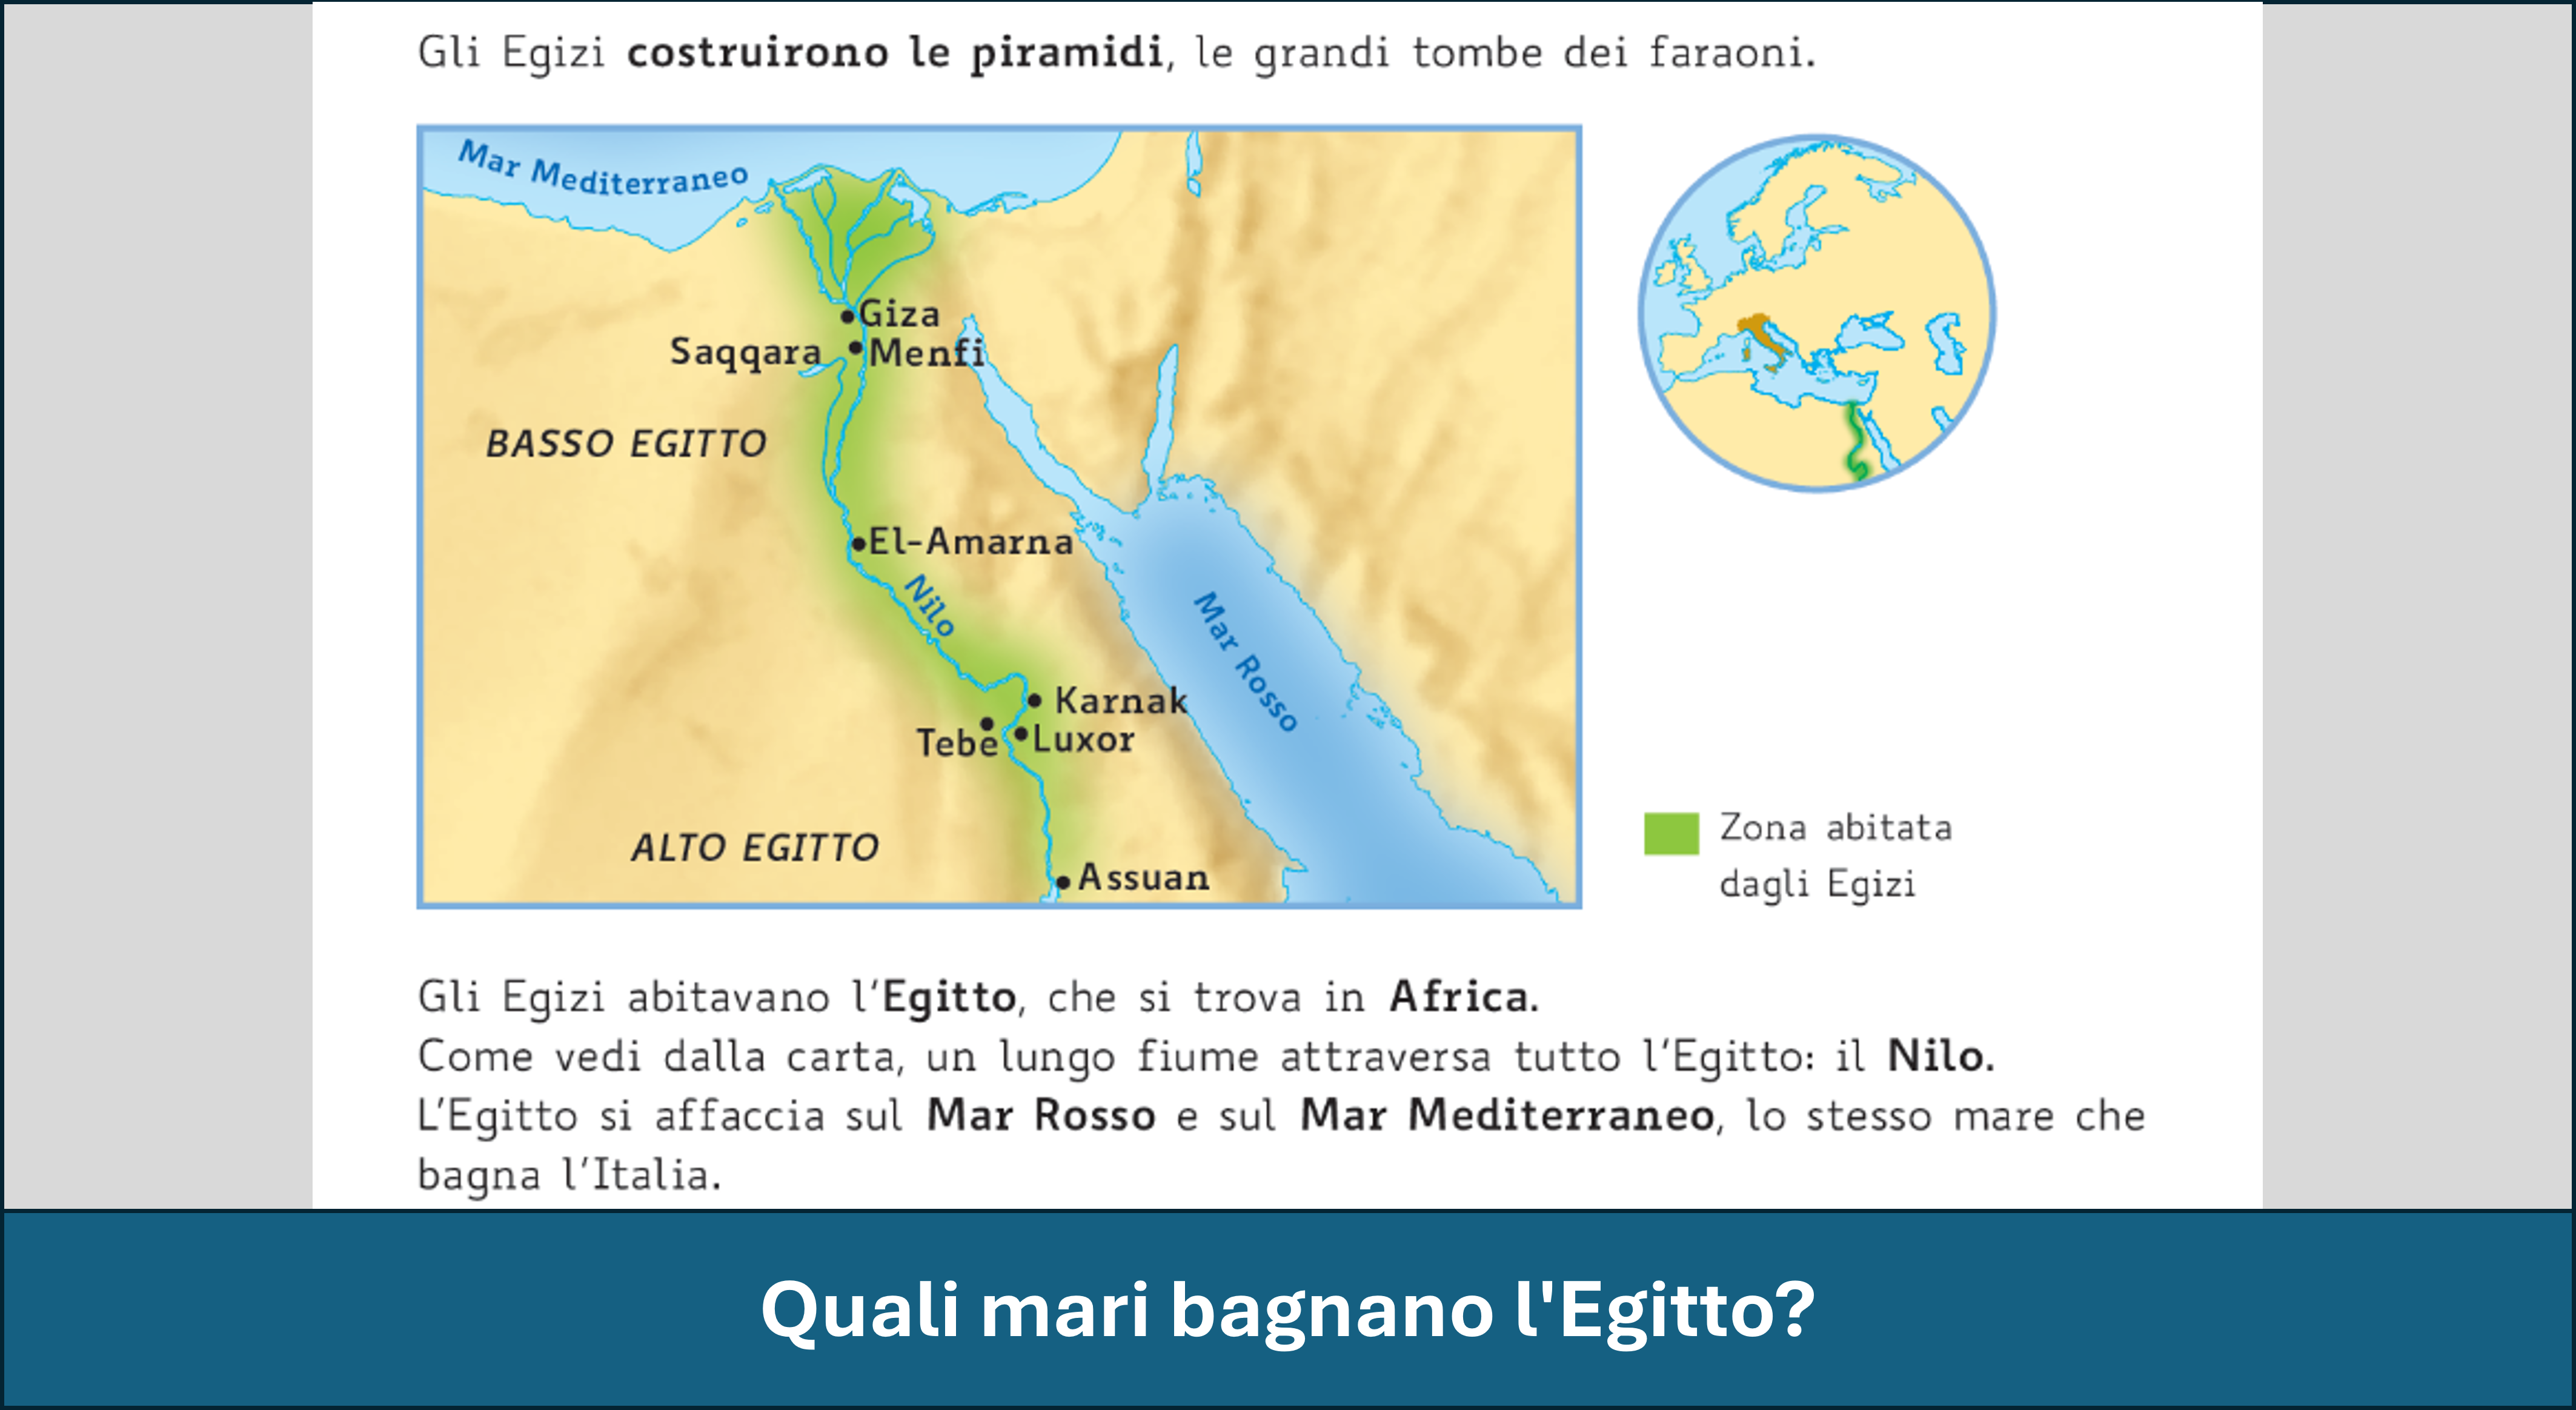 Gli Egizi costruirono le piramidi, le grandi tombe dei faraoni.
Mar Mediterraneo
Giza
Saqqara
Menfi
BASSO EGITTO
El-Amarna
Nilo
Mar Rosso
Karnak
Tebe
Luxor
ALTO EGITTO
Assuan
Zona abitata
dagli Egizi
Gli Egizi abitavano l'Egitto, che si trova in Africa.
Come vedi dalla carta, un lungo fiume attraversa tutto l'Egitto: il Nilo.
L'Egitto si affaccia sul Mar Rosso e sul Mar Mediterraneo, lo stesso mare che
bagna l'Italia.
Quali mari bagnano l'Egitto?